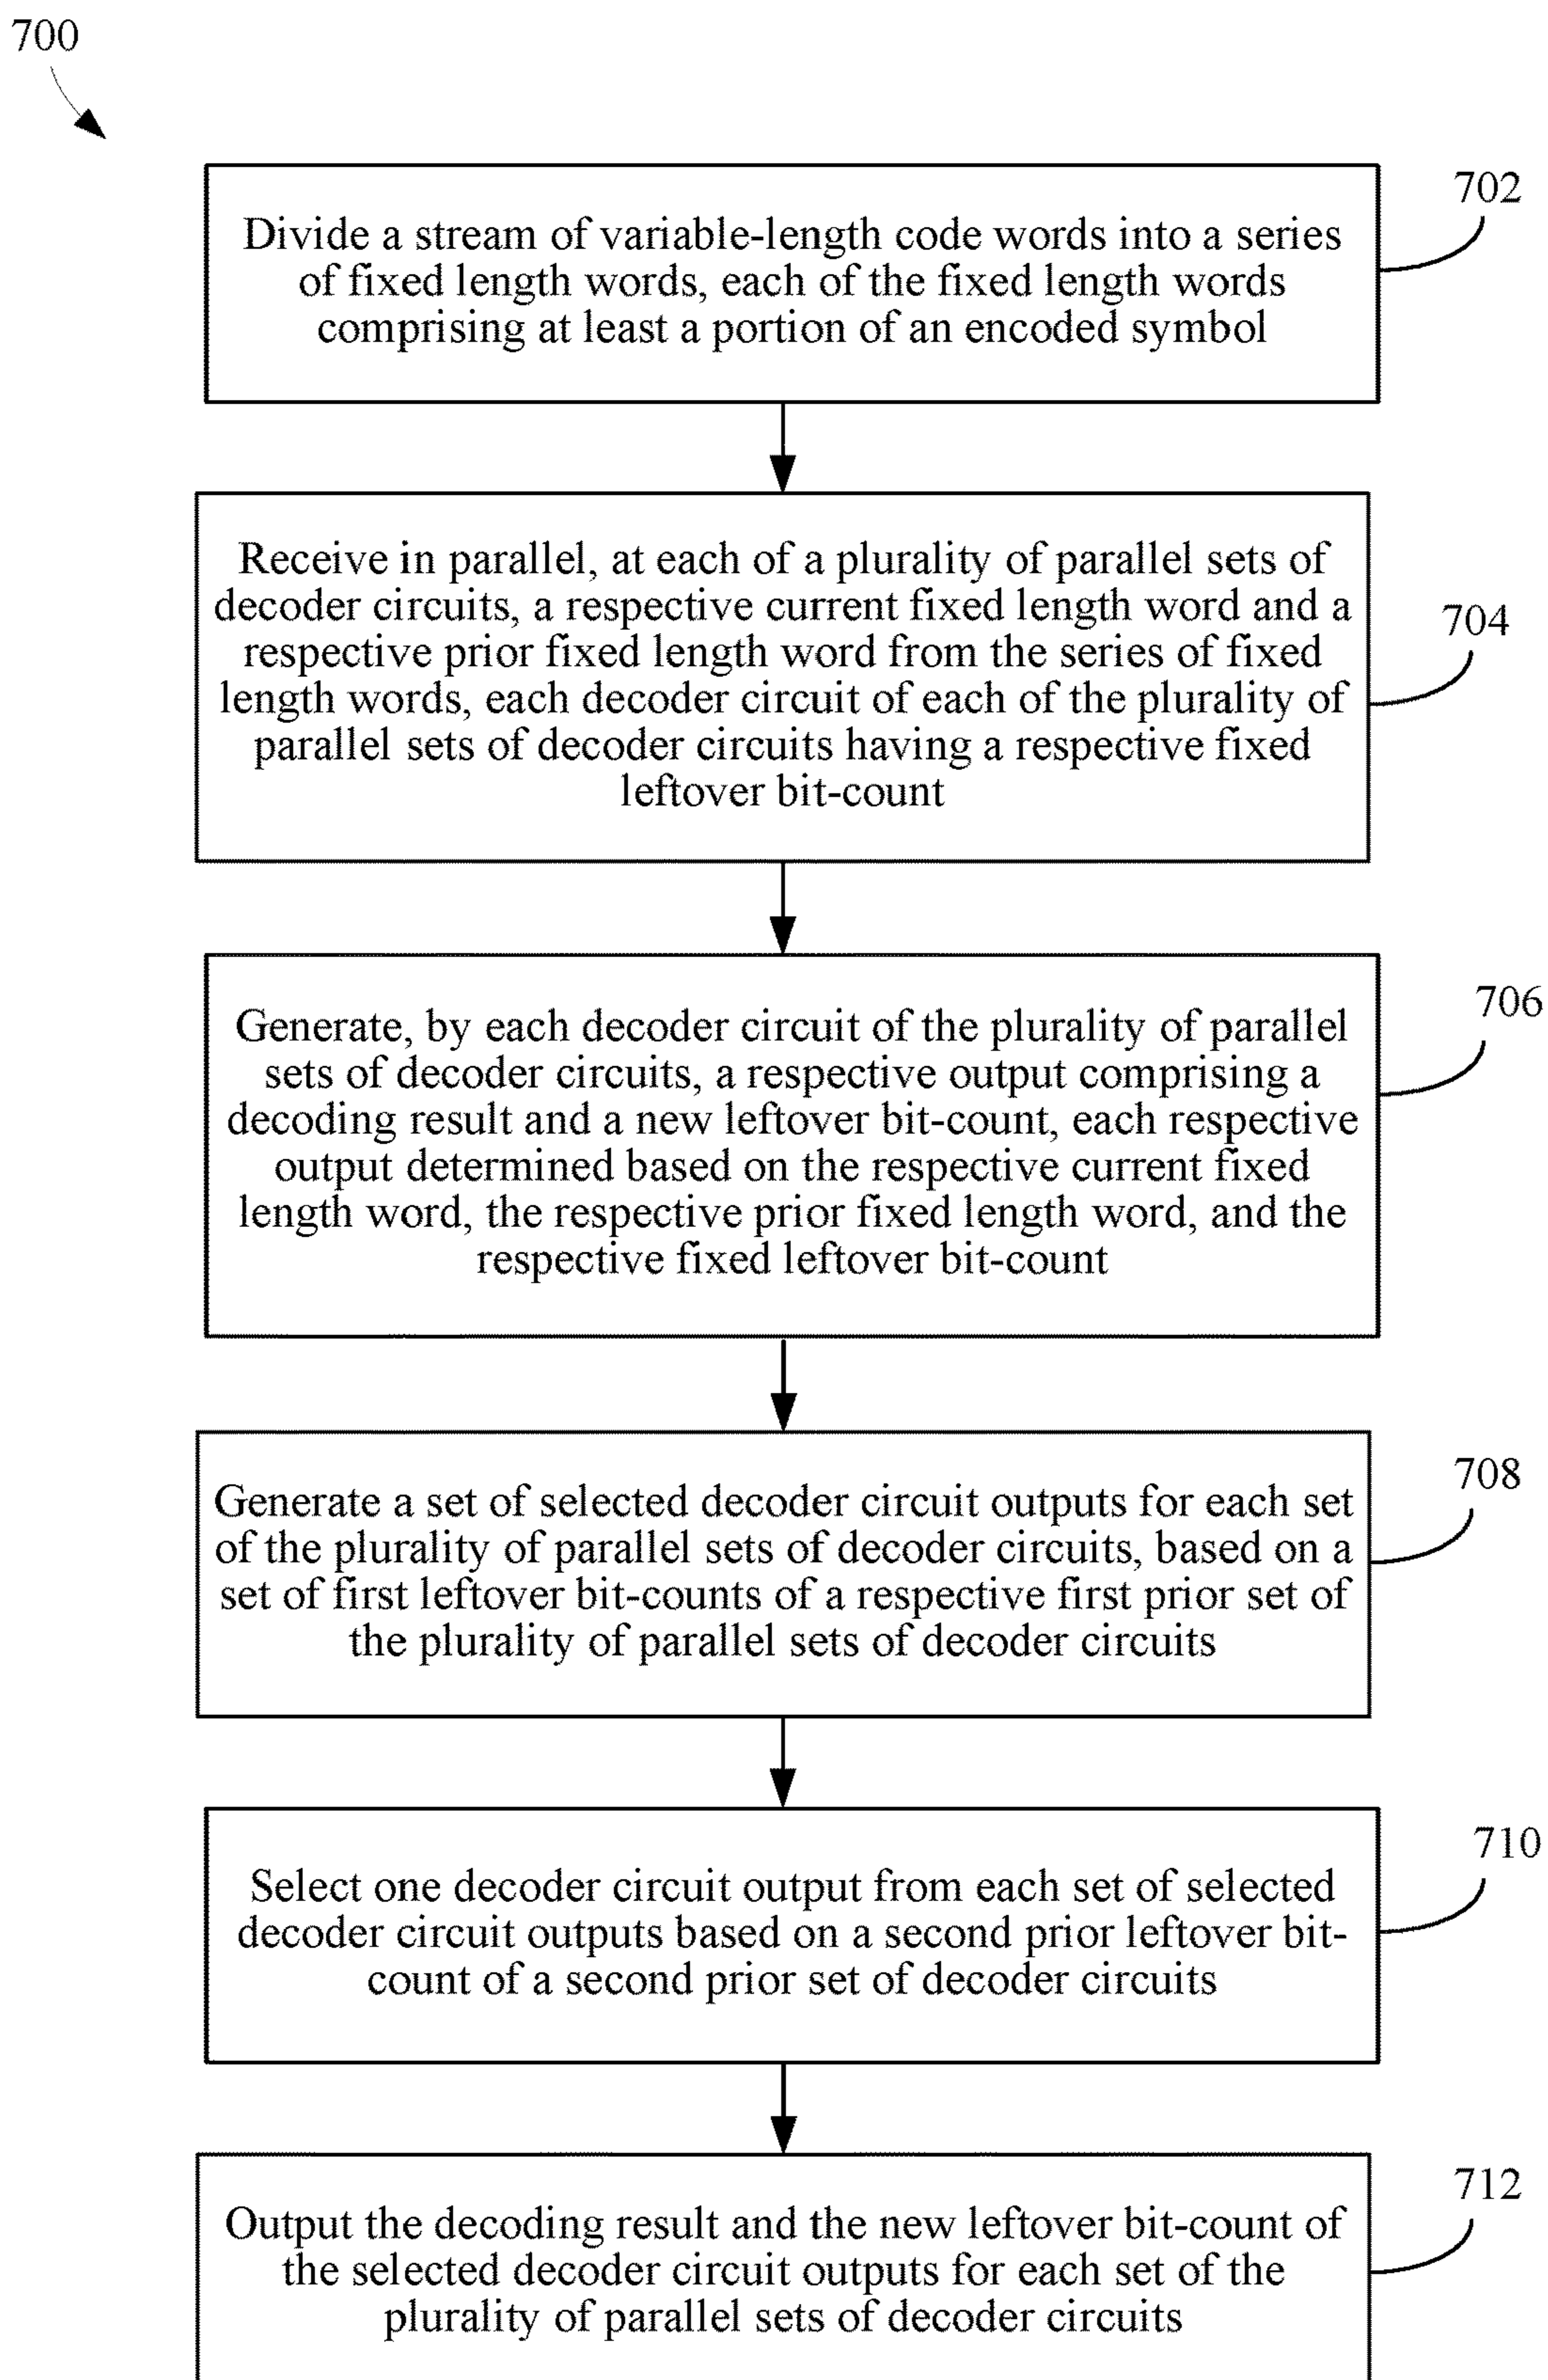 700
702
Divide a stream of variable-length code words into a series
of fixed length words, each of the fixed length words
comprising at least a portion of an encoded symbol
704
Receive in parallel, at each of a plurality of parallel sets of
decoder circuits, a respective current fixed length word and a
respective prior fixed length word from the series of fixed
length words, each decoder circuit of each of the plurality of
parallel sets of decoder circuits having a respective fixed
leftover bit-count
706
Generate, by each decoder circuit of the plurality of parallel
sets of decoder circuits, a respective output comprising a
decoding result and a new leftover bit-count, each respective
output determined based on the respective current fixed
length word, the respective prior fixed length word, and the
respective fixed leftover bit-count
708
Generate a set of selected decoder circuit outputs for each set
of the plurality of parallel sets of decoder circuits, based on a
set of first leftover bit-counts of a respective first prior set of
the plurality of parallel sets of decoder circuits
710
Select one decoder circuit output from each set of selected
decoder circuit outputs based on a second prior leftover bit-
count of a second prior set of decoder circuits
712
Output the decoding result and the new leftover bit-count of
the selected decoder circuit outputs for each set of the
plurality of parallel sets of decoder circuits